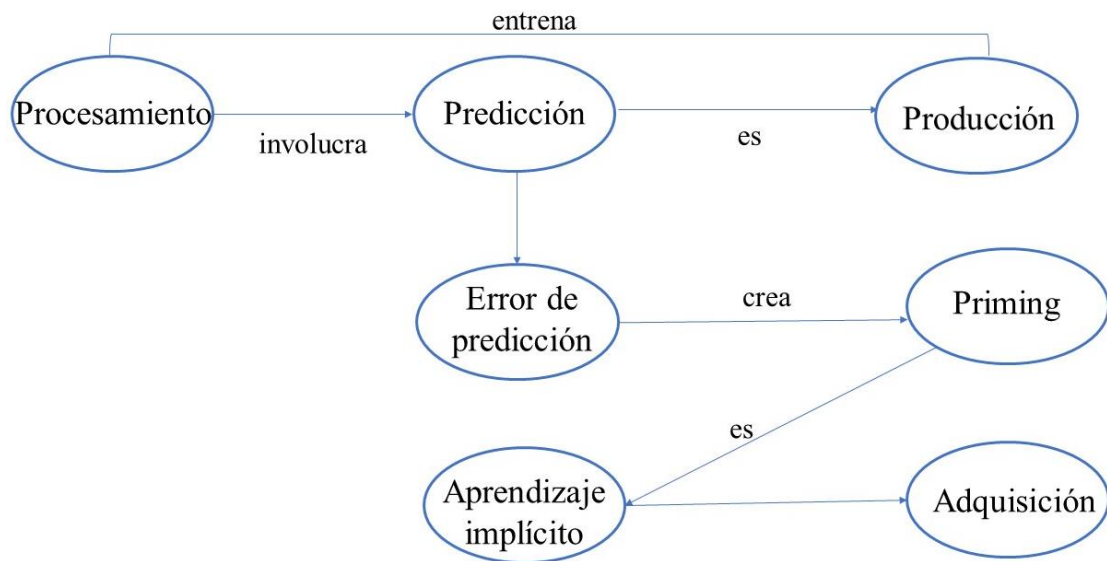 entrena
Procesamiento
involucra
Predicción
es
Producción
Error de
predicción
crea
Priming
es
Aprendizaje
implícito
Adquisición